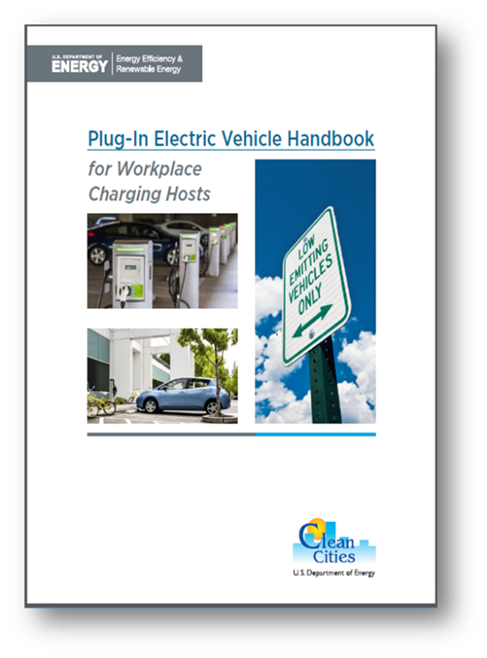 U.S. DEPARTMENT OF
ENERGY
Energy Efficiency &
Renewable Energy
Plug-In Electric Vehicle Handbook
for Workplace
Charging Hosts
LOW
EMITTING
VEHICLES
ONLY
Clean
Cities
U.S. Department of Energy